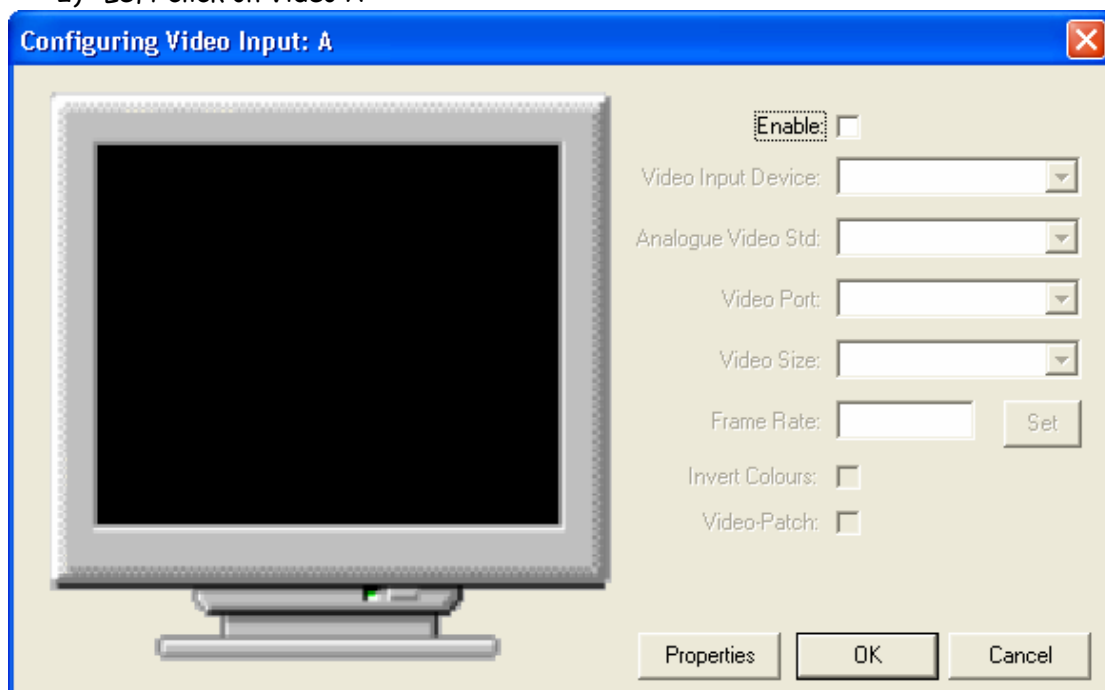 Configuring Video Input: A
Enable:
Video Input Device:
Analogue Video Std:
Video Port:
Video Size:
Frame Rate:
Set
Invert Colours:
Video-Patch:
Properties
OK
Cancel